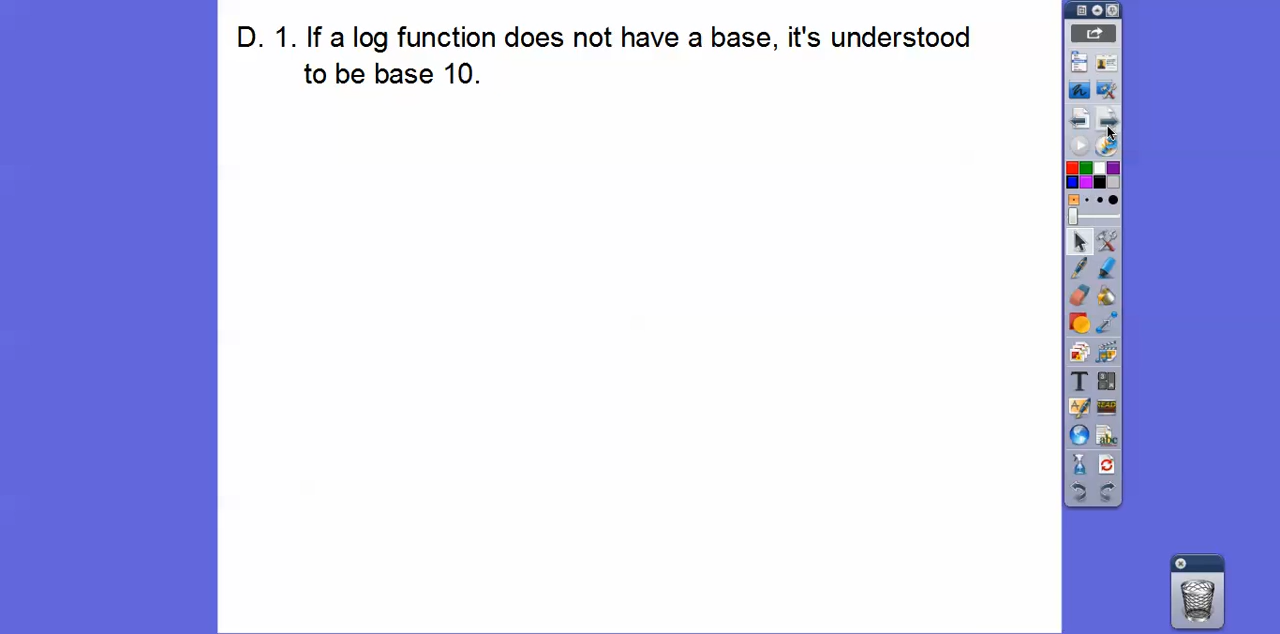 D. 1. If a log function does not have a base, it's understood
to be base 10.